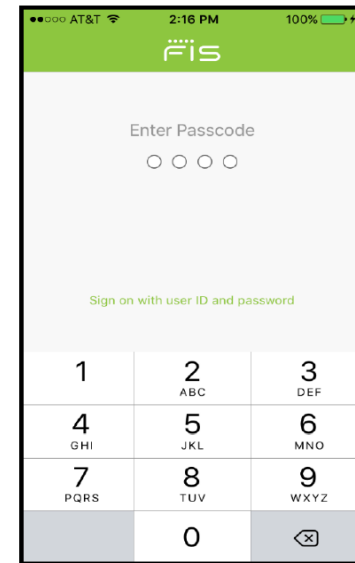 AT&T 2:16 PM 100%
FiS
Enter Passcode
Sign on with user ID and password
1 2 3
ABC DEF
4 5 6
GHI JKL MNO
7 8 9
PQRS TUV WXYZ
0